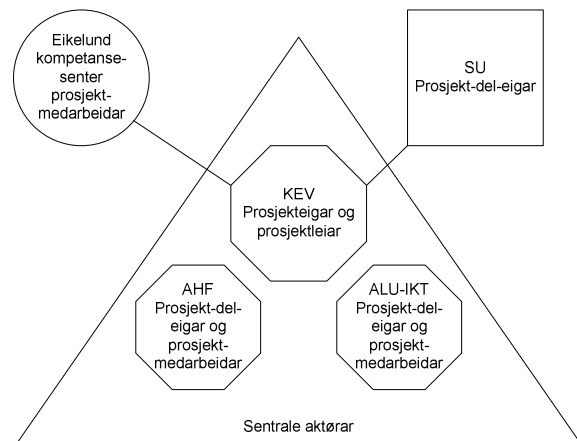 Eikelund
kompetanse-
senter
prosjekt-
medarbeidar
SU
Prosjekt-del-eigar
KEV
Prosjekteigar og
prosjektleiar
AHF
Prosjekt-del-
eigar og
prosjekt-
medarbeidar
ALU-IKT
Prosjekt-del-
eigar og
prosjekt-
medarbeidar
Sentrale aktørar